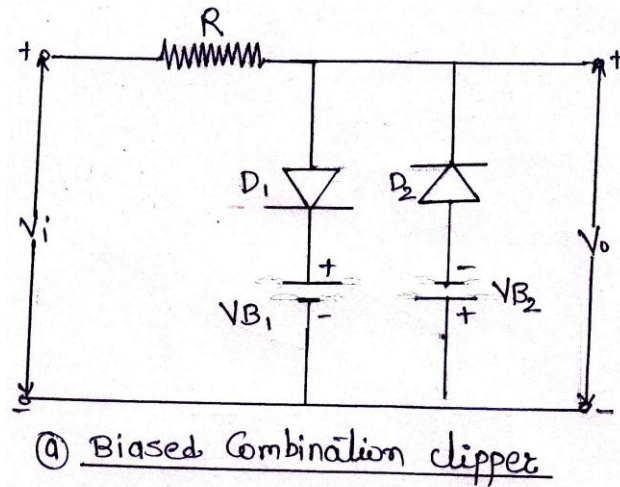 R
+ +
D₁ D₂
Vi Vo
+ -
VB₁ VB₂
- +
- -
ⓐ Biased Combination clipper